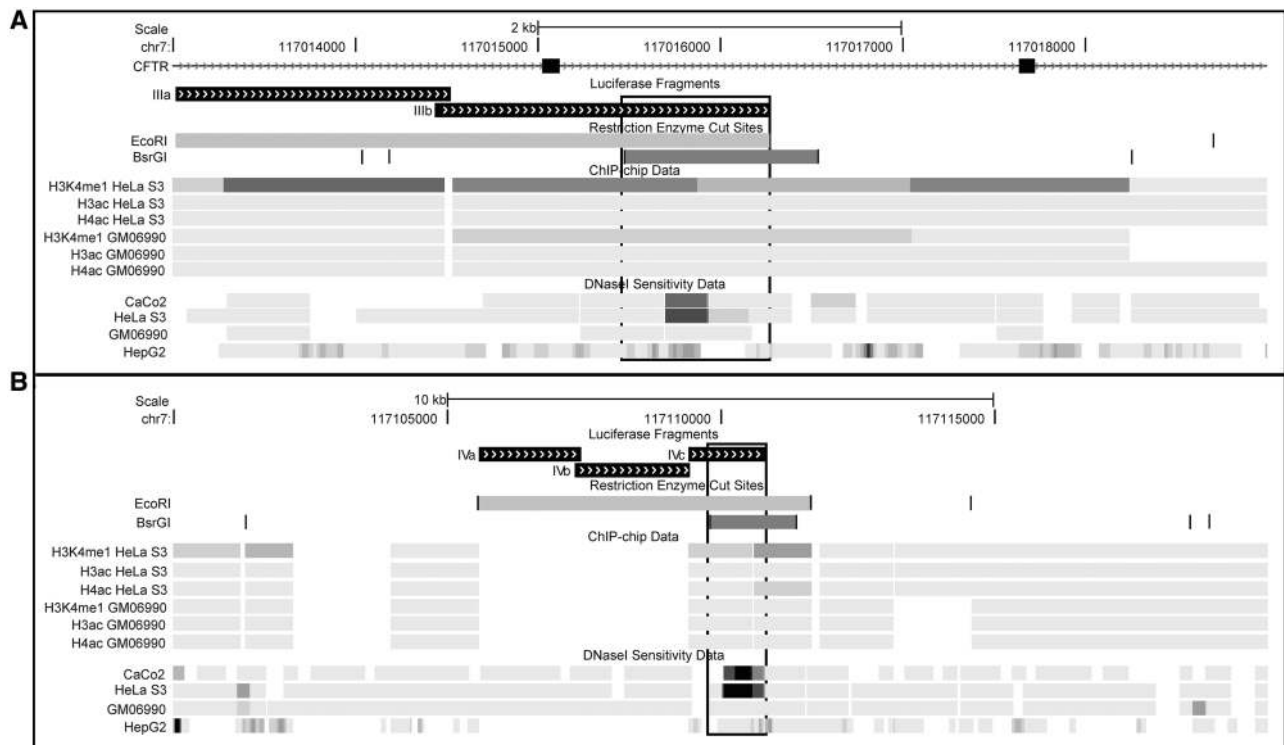 A
Scale
2 kb
chr7:
117014000
117015000
117016000
117017000
117018000
CFTR
Luciferase Fragments
IIIa
IIIb
Restriction Enzyme Cut Sites
EcoRI
BsrGI
ChIP-chip Data
H3K4me1 HeLa S3
H3ac HeLa S3
H4ac HeLa S3
H3K4me1 GM06990
H3ac GM06990
H4ac GM06990
DNaseI Sensitivity Data
CaCo2
HeLa S3
GM06990
HepG2
B
Scale
10 kb
chr7:
117105000
117110000
117115000
Luciferase Fragments
IVa
IVb
IVc
Restriction Enzyme Cut Sites
EcoRI
BsrGI
ChIP-chip Data
H3K4me1 HeLa S3
H3ac HeLa S3
H4ac HeLa S3
H3K4me1 GM06990
H3ac GM06990
H4ac GM06990
DNaseI Sensitivity Data
CaCo2
HeLa S3
GM06990
HepG2